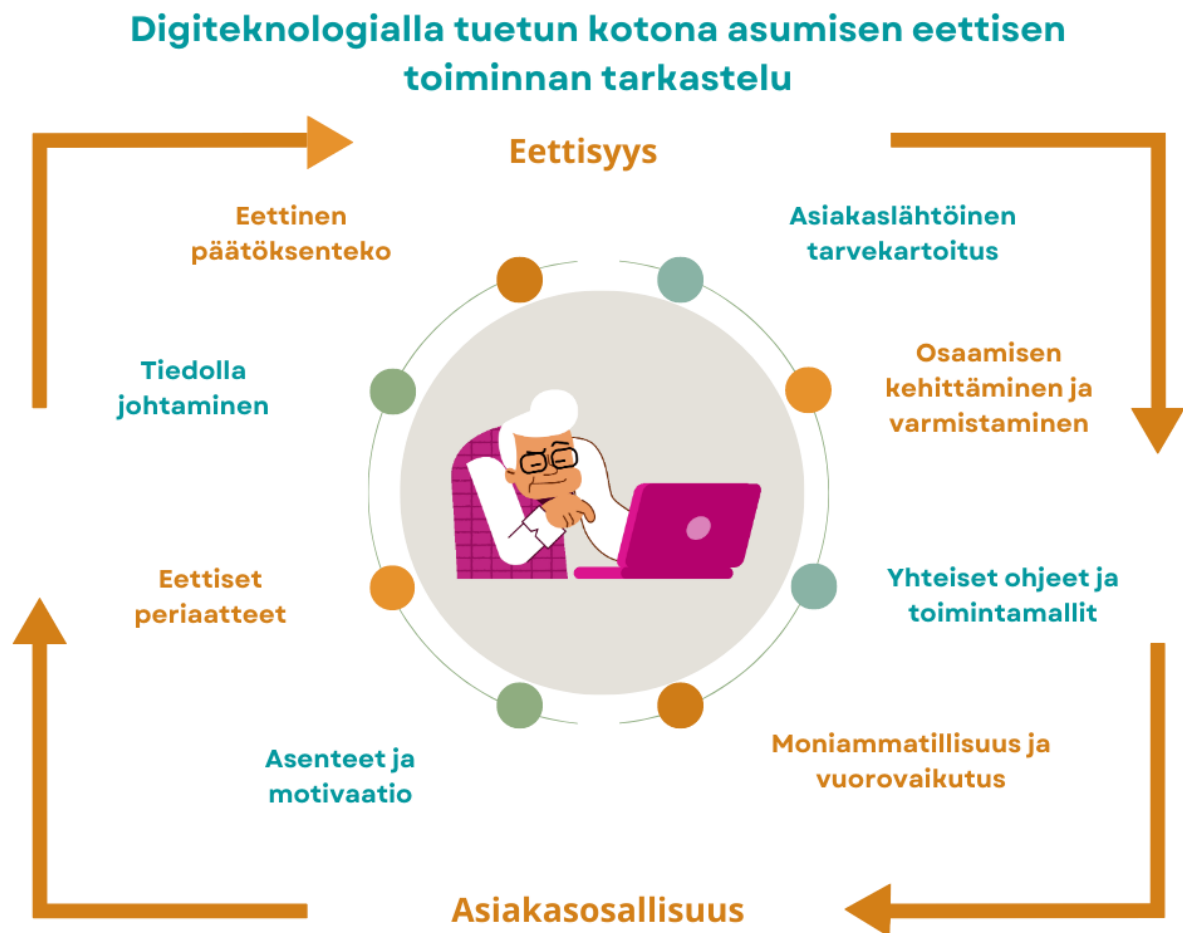 Digiteknologialla tuetun kotona asumisen eettisen
toiminnan tarkastelu
Eettisyys
Eettinen
päätöksenteko
Asiakaslähtöinen
tarvekartoitus
Tiedolla
johtaminen
Osaamisen
kehittäminen ja
varmistaminen
Eettiset
periaatteet
Yhteiset ohjeet ja
toimintamallit
Asenteet ja
motivaatio
Moniammatillisuus ja
vuorovaikutus
Asiakasosallisuus